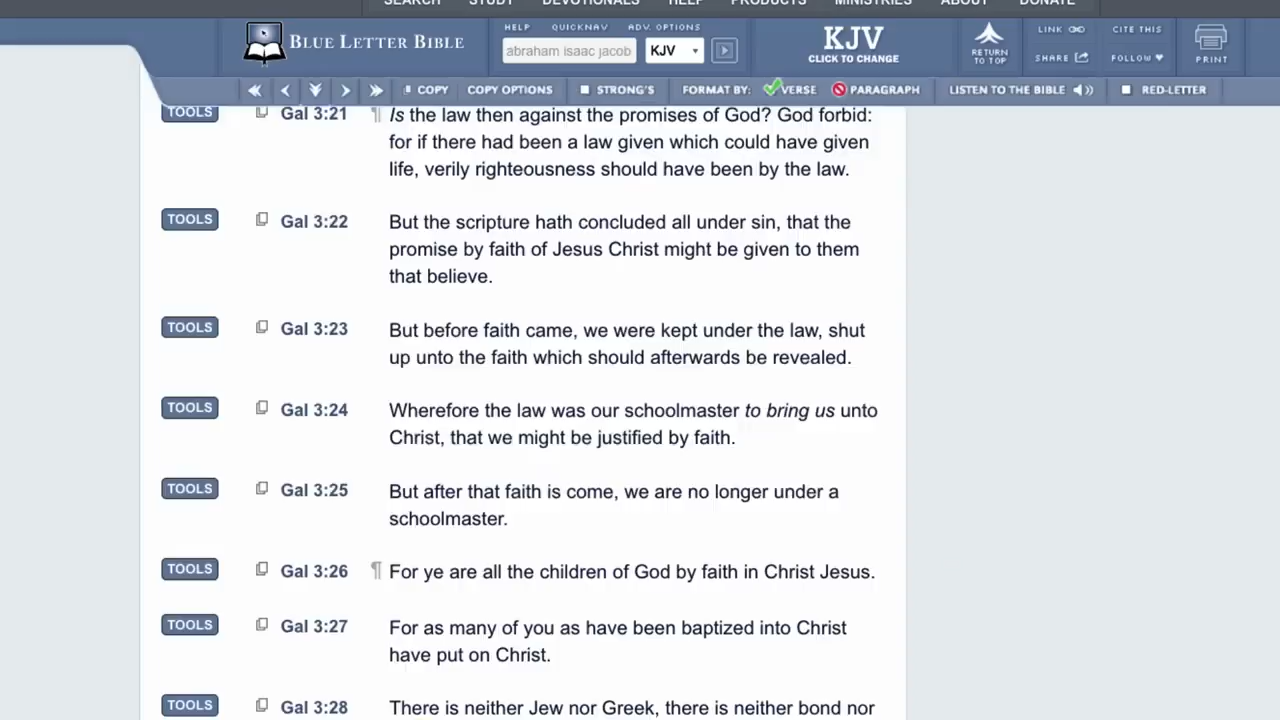 SEARCH STUDY DEVOTIONALS HELP PRODUCTS MINISTRIES ABOUT DONATE
HELP QUICKNAV ADV. OPTIONS
BLUE LETTER BIBLE
abraham isaac jacob KJV
KJV
CLICK TO CHANGE
RETURN
TO TOP
LINK CITE THIS
SHARE FOLLOW
PRINT
COPY COPY OPTIONS STRONG'S FORMAT BY: VERSE PARAGRAPH LISTEN TO THE BIBLE RED-LETTER
TOOLS Gal 3:21 ¶ Is the law then against the promises of God? God forbid:
for if there had been a law given which could have given
life, verily righteousness should have been by the law.
TOOLS Gal 3:22 But the scripture hath concluded all under sin, that the
promise by faith of Jesus Christ might be given to them
that believe.
TOOLS Gal 3:23 But before faith came, we were kept under the law, shut
up unto the faith which should afterwards be revealed.
TOOLS Gal 3:24 Wherefore the law was our schoolmaster to bring us unto
Christ, that we might be justified by faith.
TOOLS Gal 3:25 But after that faith is come, we are no longer under a
schoolmaster.
TOOLS Gal 3:26 ¶ For ye are all the children of God by faith in Christ Jesus.
TOOLS Gal 3:27 For as many of you as have been baptized into Christ
have put on Christ.
TOOLS Gal 3:28 There is neither Jew nor Greek, there is neither bond nor